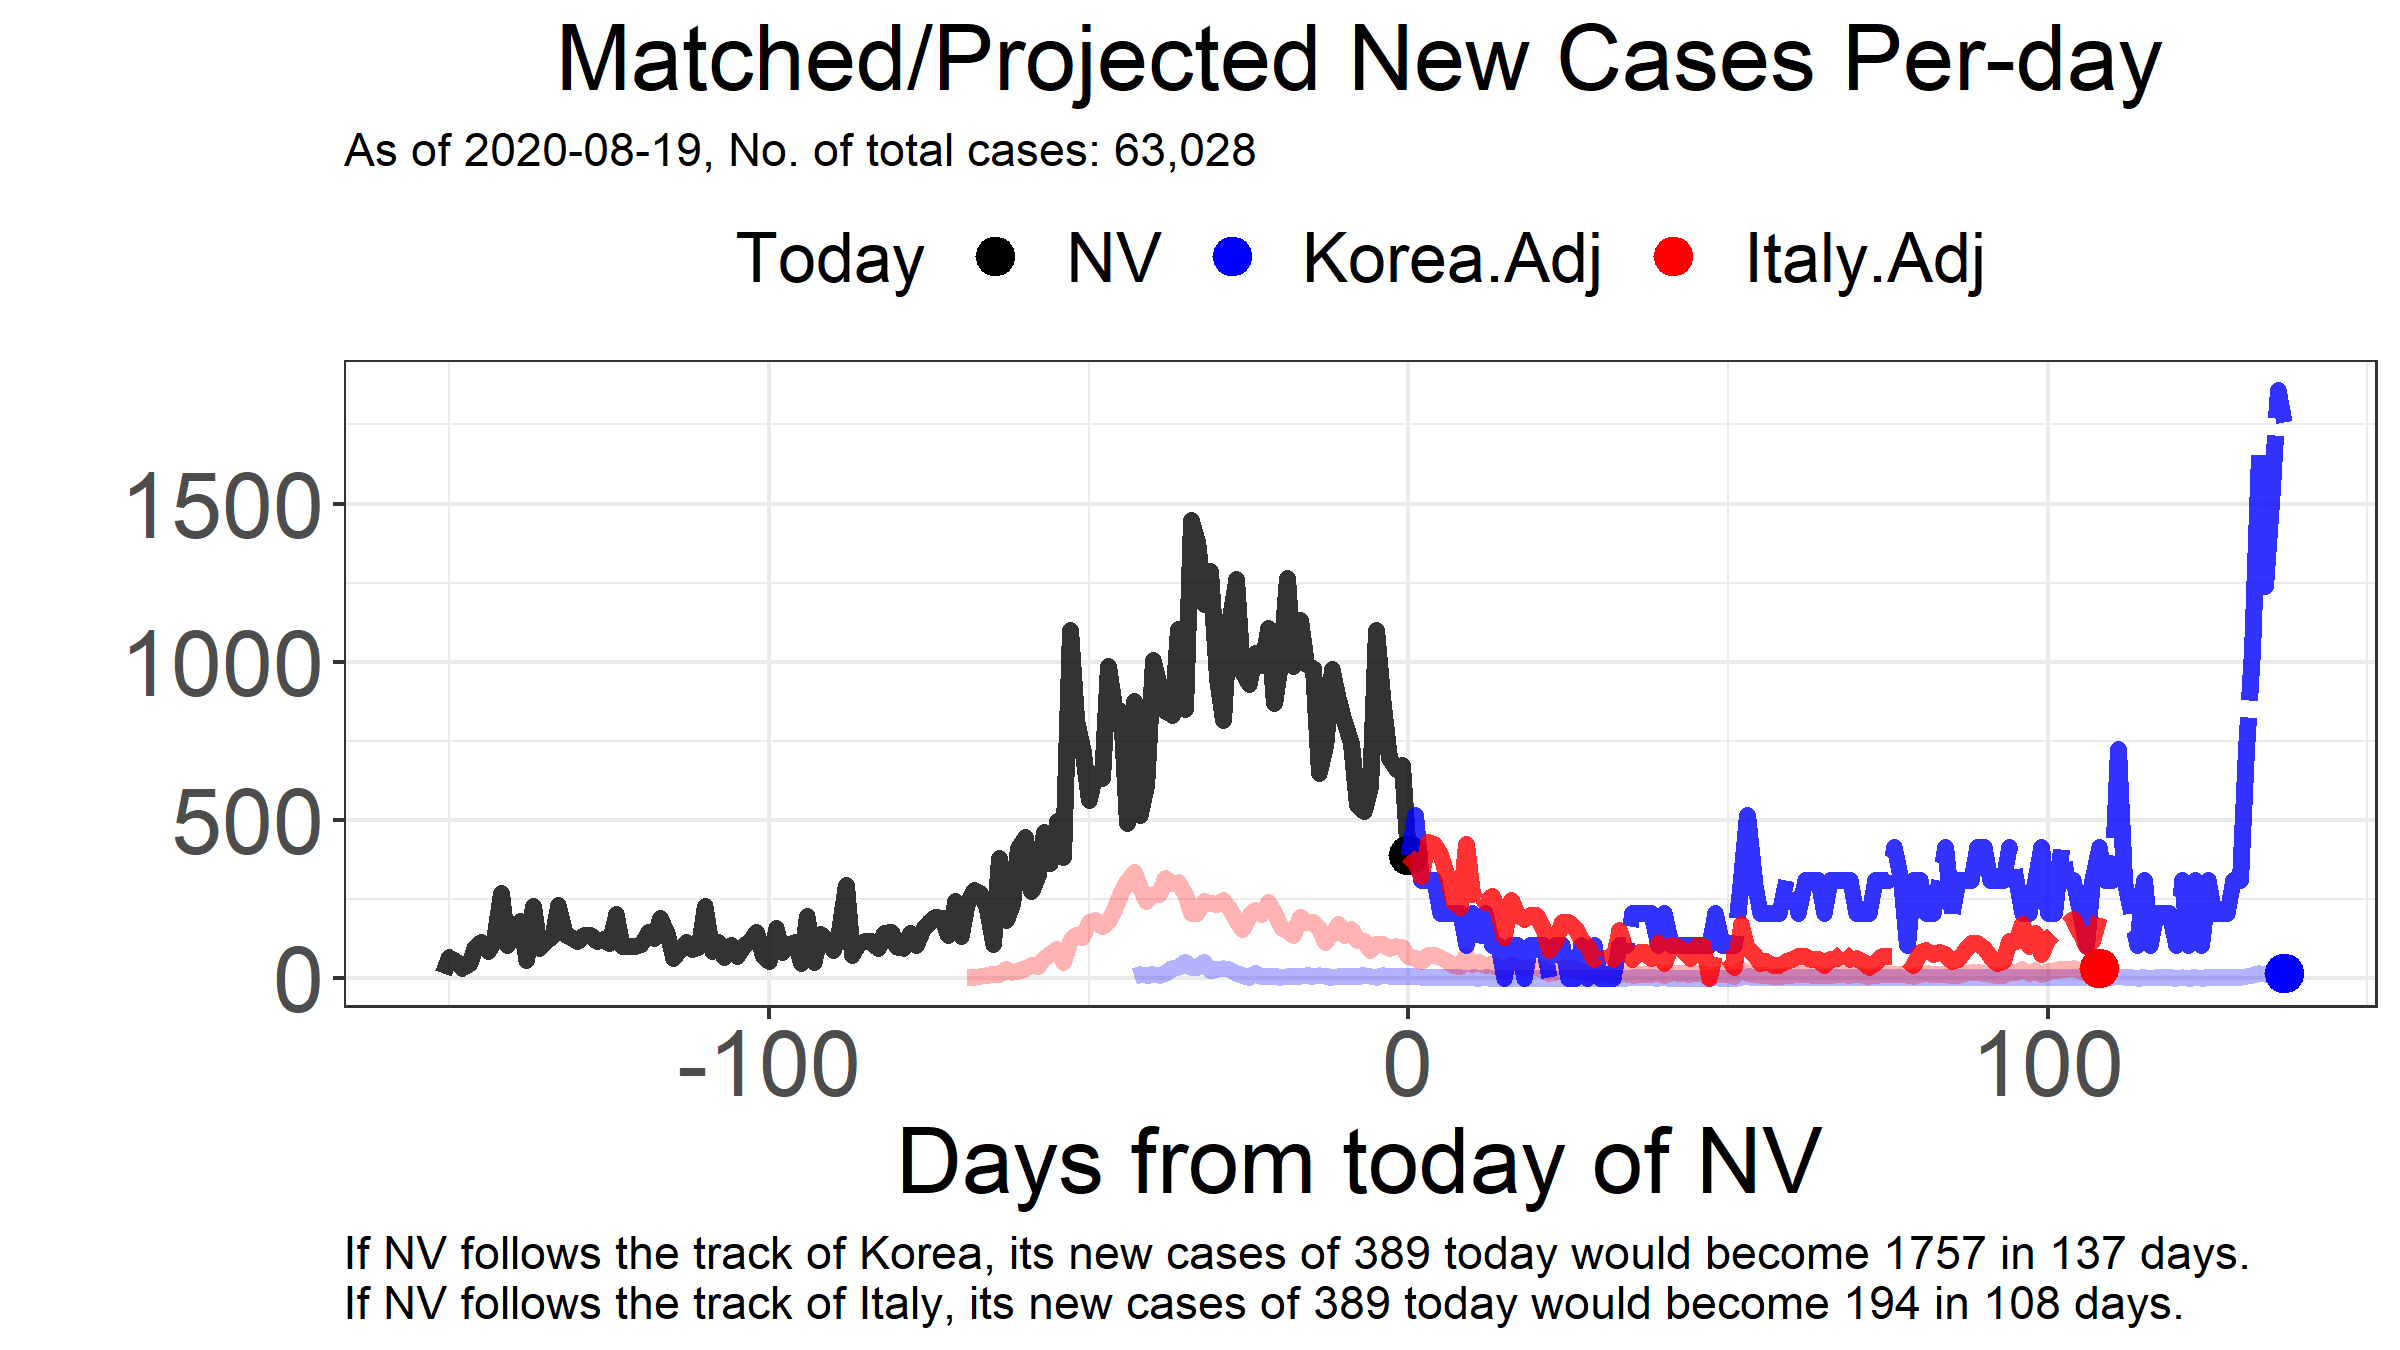 Matched/Projected New Cases Per-day
As of 2020-08-19, No. of total cases: 63,028
Today NV Korea.Adj Italy.Adj
1500
1000
500
0
-100 0 100
Days from today of NV
If NV follows the track of Korea, its new cases of 389 today would become 1757 in 137 days.
If NV follows the track of Italy, its new cases of 389 today would become 194 in 108 days.